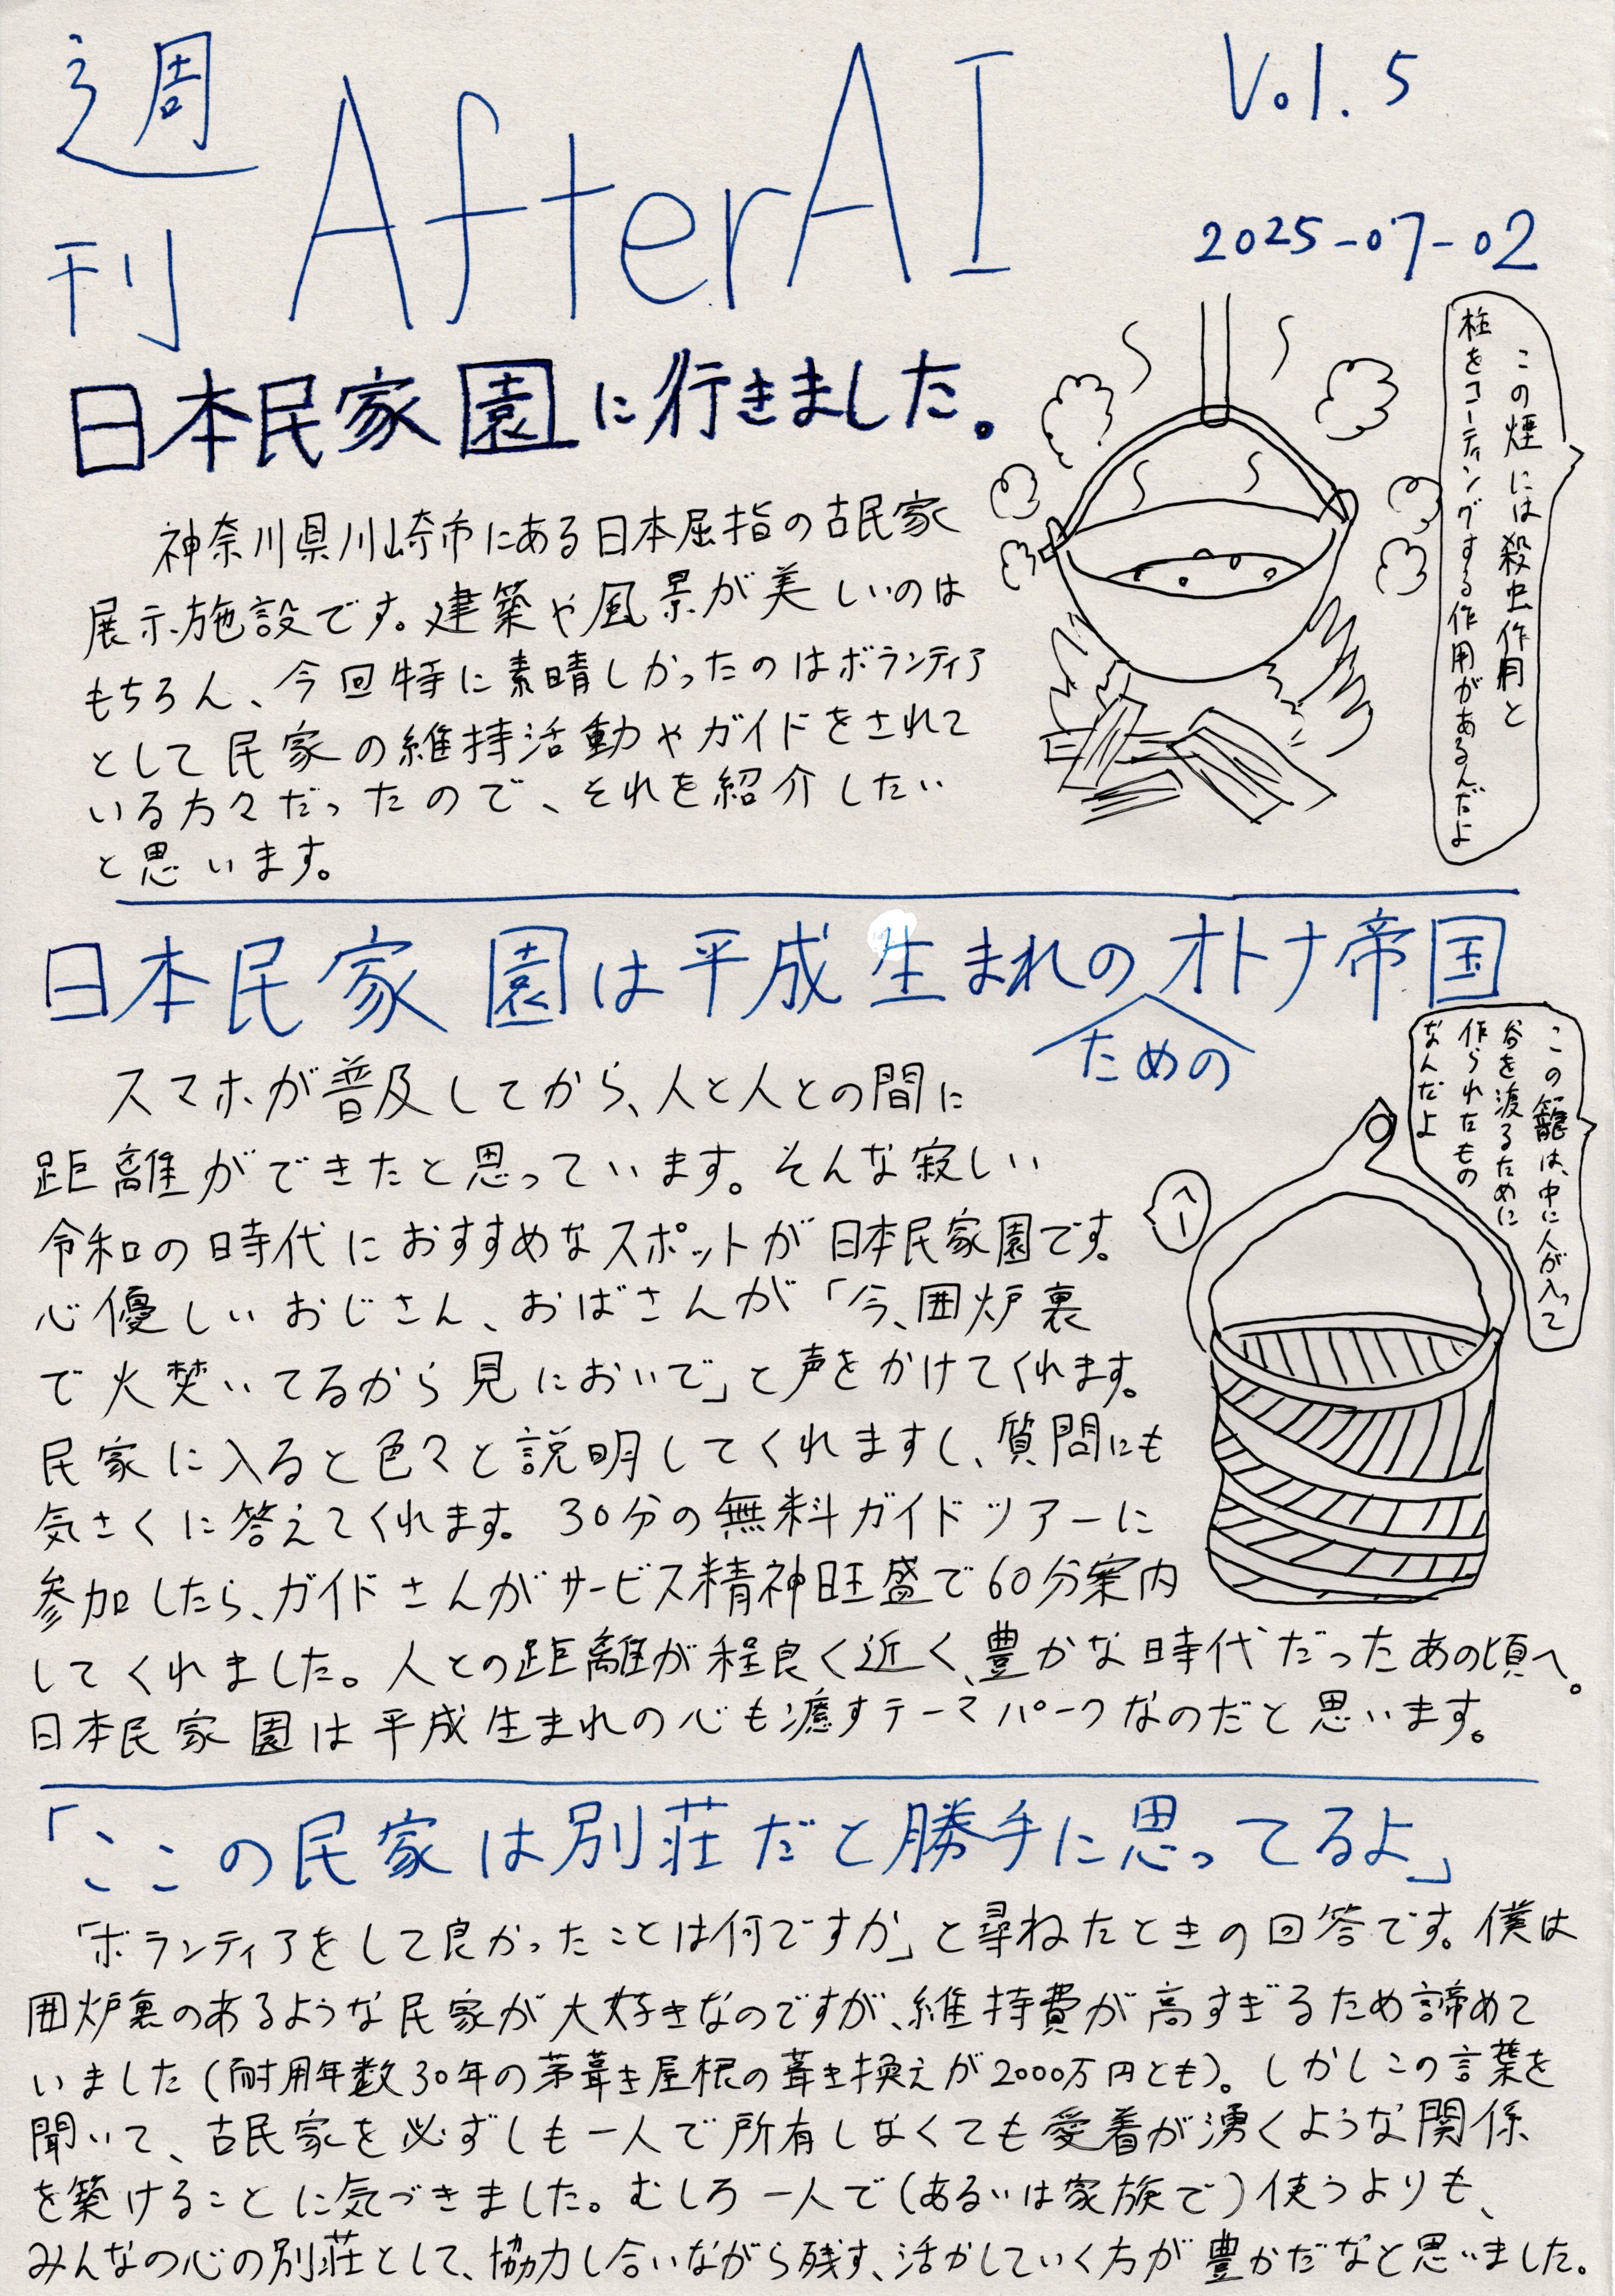 週刊 AfterAI
Vol.5
2025-07-02
日本民家園に行きました。
神奈川県川崎市にある日本屈指の古民家
展示施設です。建築や風景が美しいのは
もちろん、今回特に素晴しかったのはボランティア
として民家の維持活動やガイドをされて
いる方々だったので、それを紹介したい
と思います。
この煙には殺虫作用と
柱をコーティングする作用があるんだよ
日本民家園は平成生まれのためのオトナ帝国
スマホが普及してから、人と人との間に
距離ができたと思っています。そんな寂しい
令和の時代におすすめなスポットが日本民家園です。
心優しいおじさん、おばさんが「今、囲炉裏
で火焚いてるから見においで」と声をかけてくれます。
民家に入ると色々と説明してくれますし、質問にも
気さくに答えてくれます。30分の無料ガイドツアーに
参加したら、ガイドさんがサービス精神旺盛で60分案内
してくれました。人との距離が程良く近く、豊かな時代だったあの頃へ。
日本民家園は平成生まれの心も癒すテーマパークなのだと思います。
この籠は、中に人が入って
谷を渡るために
作られたもの
なんだよ
へー
「ここの民家は別荘だと勝手に思ってるよ」
「ボランティアをして良かったことは何ですか」と尋ねたときの回答です。僕は
囲炉裏のあるような民家が大好きなのですが、維持費が高すぎるため諦めて
いました(耐用年数30年の茅葺き屋根の葺き換えが2000万円とも)。しかしこの言葉を
聞いて、古民家を必ずしも一人で所有しなくても愛着が湧くような関係
を築けることに気づきました。むしろ一人で(あるいは家族で)使うよりも、
みんなの心の別荘として、協力し合いながら残す、活かしていく方が豊かだなと思いました。